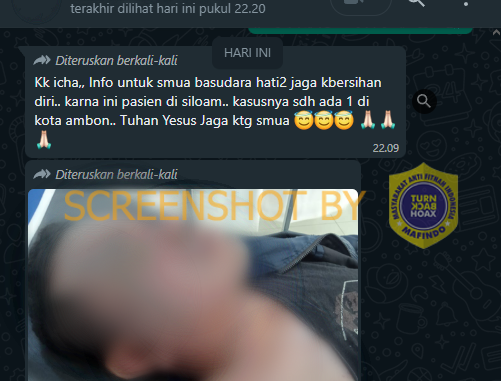 terakhir dilihat hari ini pukul 22.20
HARI INI
Diteruskan berkali-kali
Kk icha,, Info untuk smua basudara hati2 jaga kbersihan
diri.. karna ini pasien di siloam.. kasusnya sdh ada 1 di
kota ambon.. Tuhan Yesus Jaga ktg smua 😇😇😇 🙏🏻🙏🏻
🙏🏻
22.09
Diteruskan berkali-kali
SCREENSHOT BY
MASYARAKAT ANTI FITNAH INDONESIA
TURN
BACK
HOAX
MAFINDO